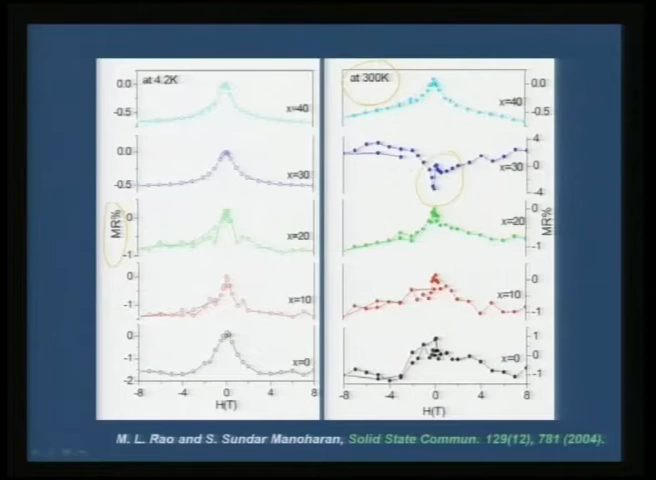 at 4.2K
0.0
-0.5
x=40
0.0
-0.5
x=30
MR%
0
-1
x=20
0
-1
x=10
0
-1
-2
x=0
-8 -4 0 4 8
H(T)
at 300K
0.0
-0.5
x=40
4
0
-4
x=30
MR%
0
-1
x=20
0
-1
x=10
1
0
-1
x=0
-8 -4 0 4 8
H(T)
M. L. Rao and S. Sundar Manoharan, Solid State Commun. 129(12), 781 (2004).